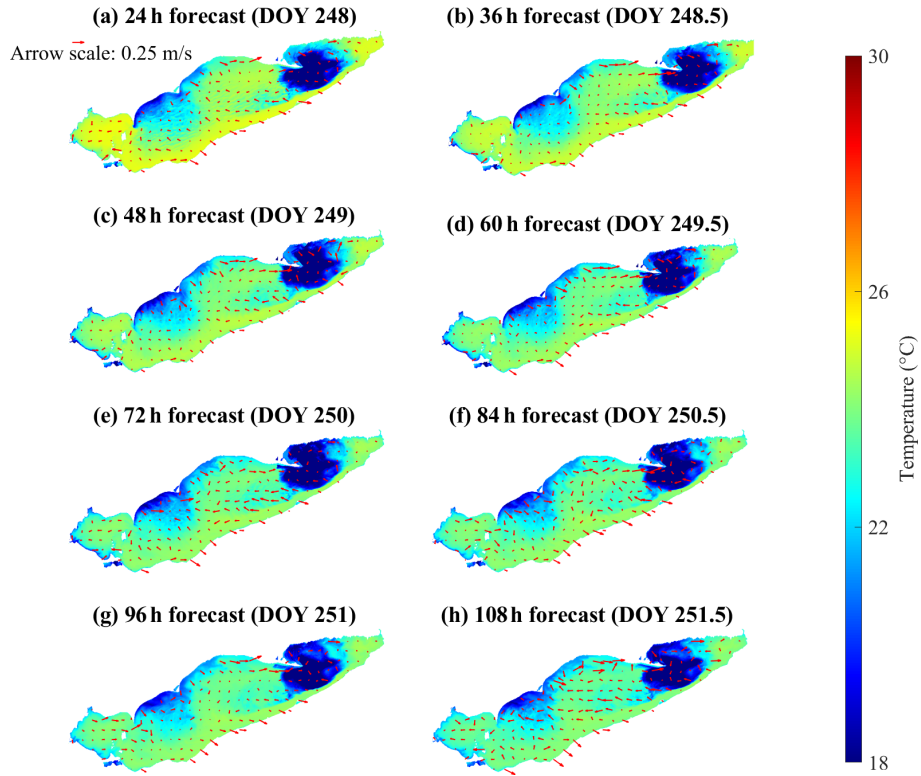 (a) 24 h forecast (DOY 248)
(b) 36 h forecast (DOY 248.5)
Arrow scale: 0.25 m/s
30
(c) 48 h forecast (DOY 249)
(d) 60 h forecast (DOY 249.5)
26
Temperature (°C)
(e) 72 h forecast (DOY 250)
(f) 84 h forecast (DOY 250.5)
22
(g) 96 h forecast (DOY 251)
(h) 108 h forecast (DOY 251.5)
18